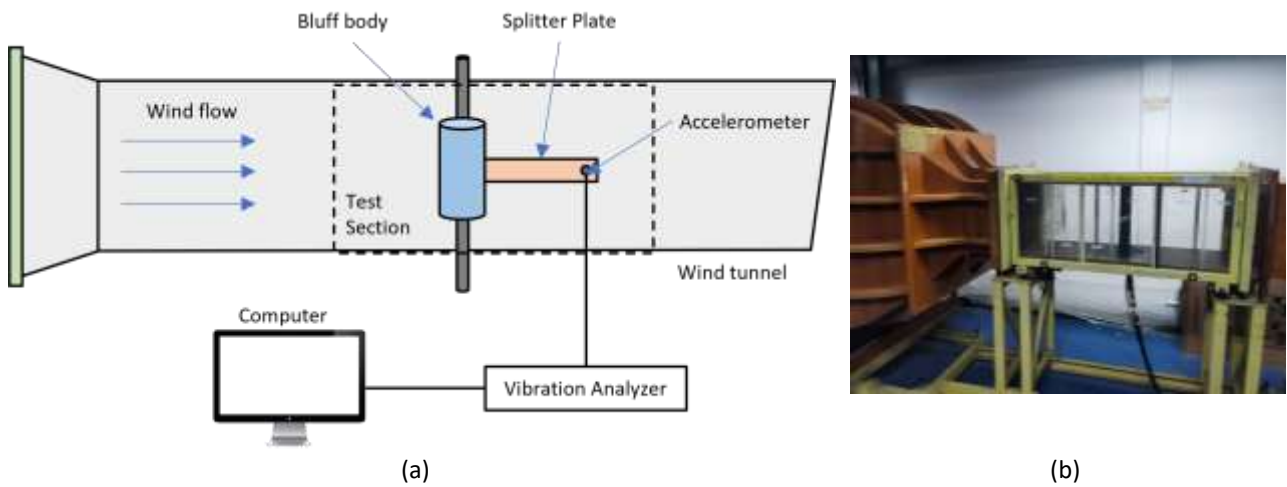 Bluff body
Splitter Plate
Wind flow
Accelerometer
Test
Section
Wind tunnel
Computer
Vibration Analyzer
(a)
(b)